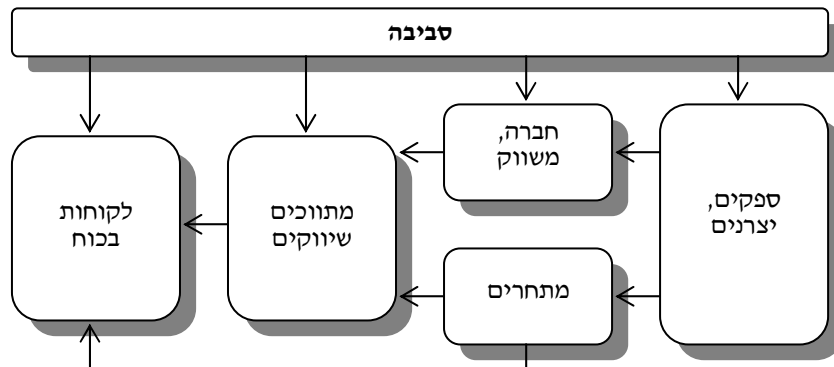 סביבה
ספקים,
יצרנים
חברה,
משווק
מתחרים
מתווכים
שיווקים
לקוחות
בכוח